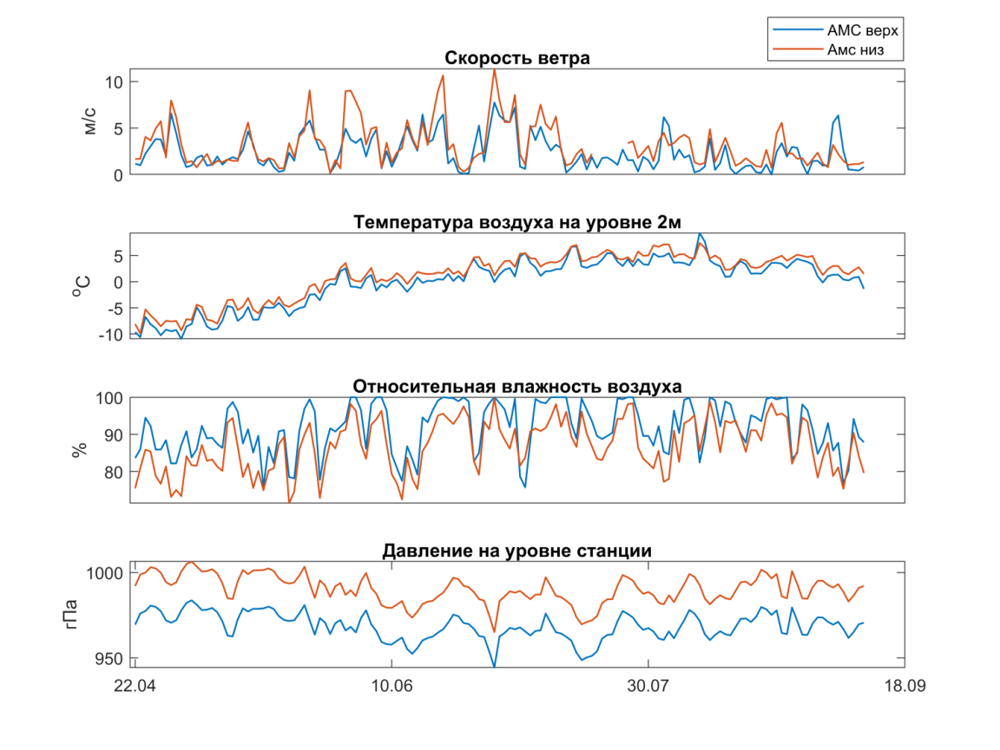 АМС верх
Амс низ
Скорость ветра
м/с
10
5
0
Температура воздуха на уровне 2м
oC
5
0
-5
-10
Относительная влажность воздуха
%
100
90
80
Давление на уровне станции
гПа
1000
950
22.04 10.06 30.07 18.09